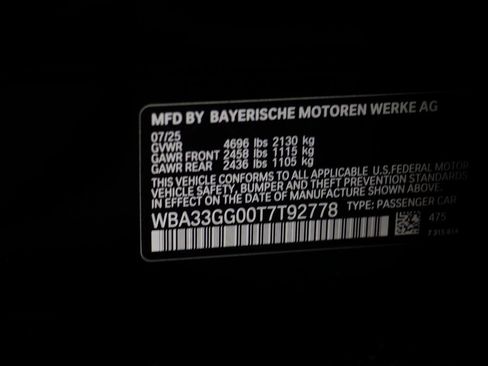 MFD BY BAYERISCHE MOTOREN WERKE AG
07/25
GVWR 4696 lbs 2130 kg
GAWR FRONT 2458 lbs 1115 kg
GAWR REAR 2436 lbs 1105 kg
THIS VEHICLE CONFORMS TO ALL APPLICABLE U.S.FEDERAL MOTOR
VEHICLE SAFETY, BUMPER AND THEFT PREVENTION STANDARDS
IN EFFECT ON THE DATE OF MANUFACTURE SHOWN ABOVE.
WBA33GG00T7T92778 TYPE: PASSENGER CAR
475